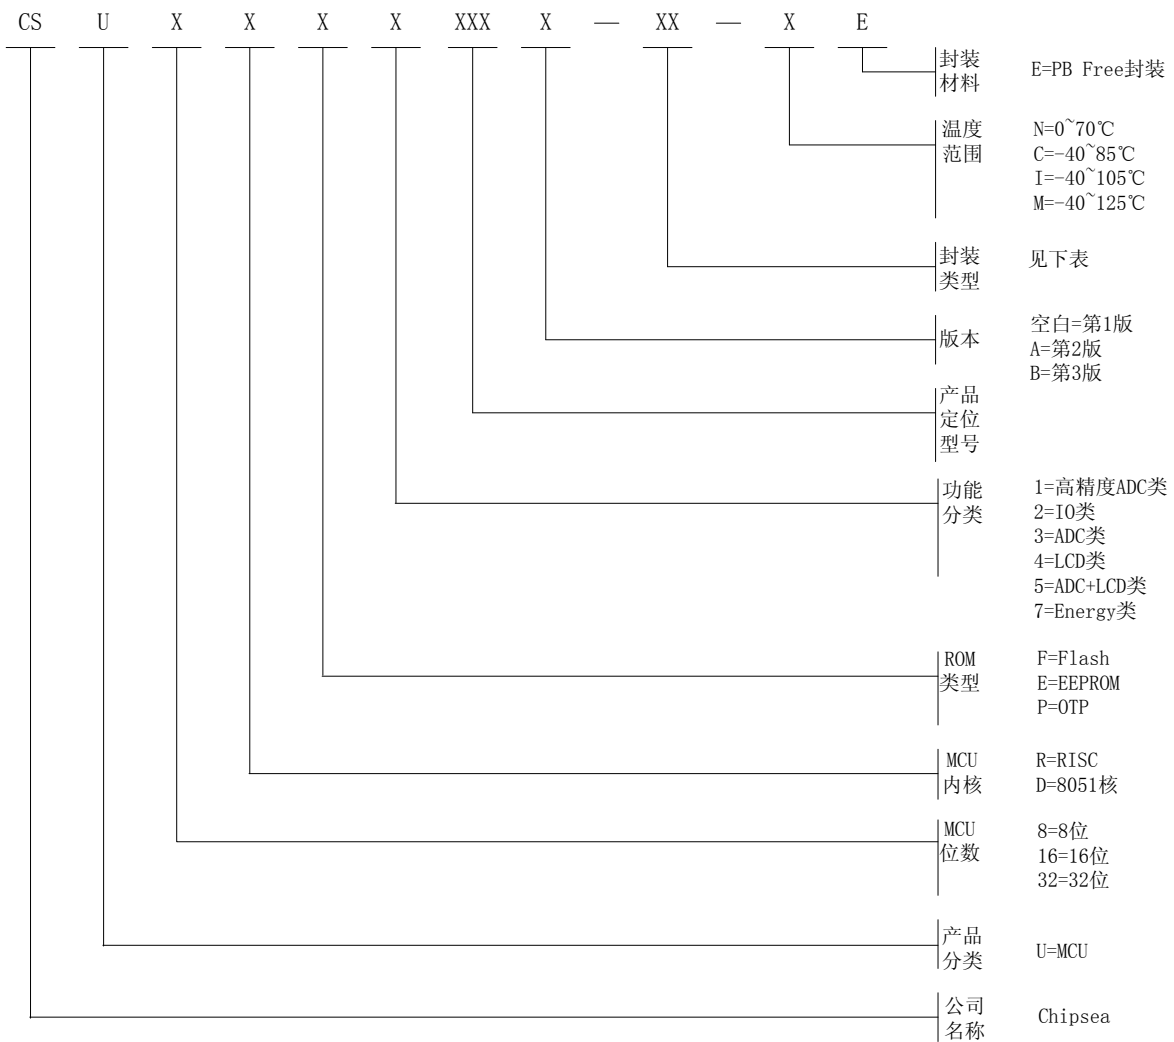 CS U X X X X XXX X — XX — X E
封装
材料
E=PB Free封装
温度
范围
N=0~70℃
C=-40~85℃
I=-40~105℃
M=-40~125℃
封装
类型
见下表
版本
空白=第1版
A=第2版
B=第3版
产品
定位
型号
功能
分类
1=高精度ADC类
2=IO类
3=ADC类
4=LCD类
5=ADC+LCD类
7=Energy类
ROM
类型
F=Flash
E=EEPROM
P=OTP
MCU
内核
R=RISC
D=8051核
MCU
位数
8=8位
16=16位
32=32位
产品
分类
U=MCU
公司
名称
Chipsea